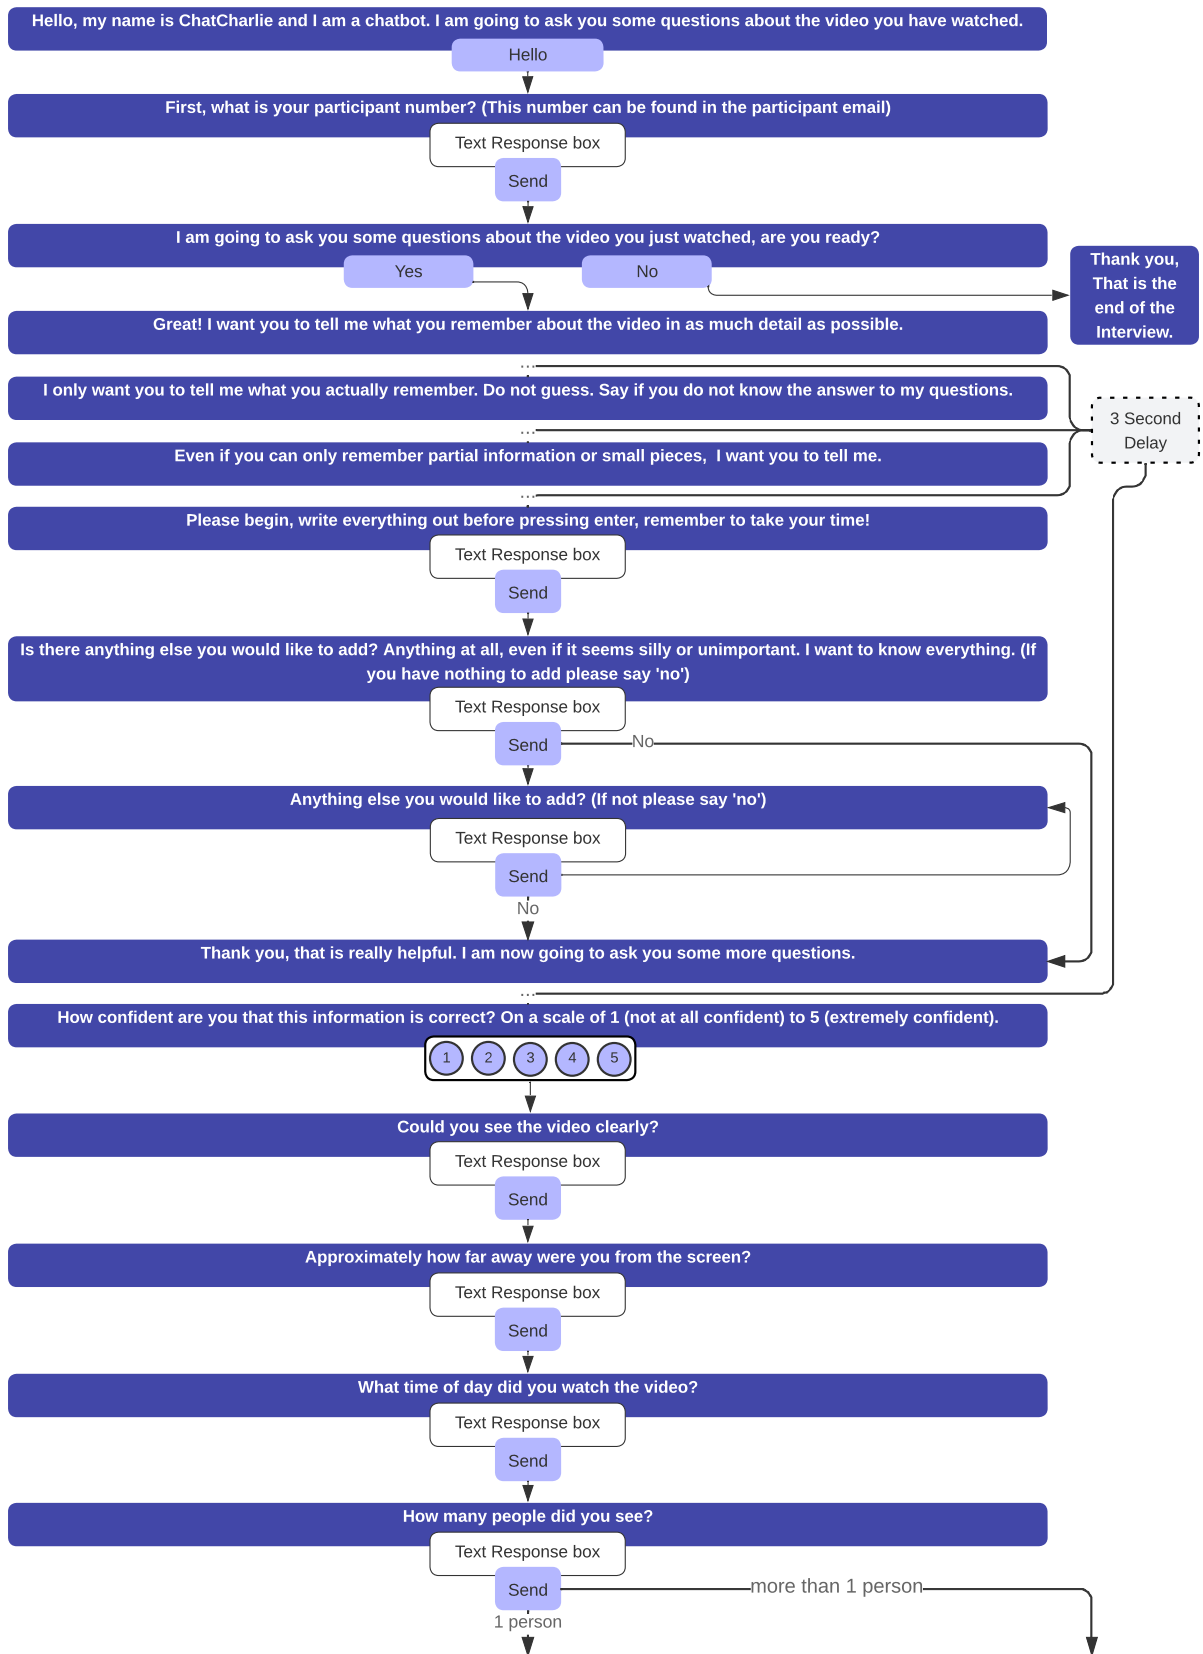 Hello, my name is ChatCharlie and I am a chatbot. I am going to ask you some questions about the video you have watched.
Hello
First, what is your participant number? (This number can be found in the participant email)
Text Response box
Send
I am going to ask you some questions about the video you just watched, are you ready?
Yes
No
Thank you,
That is the
end of the
Interview.
Great! I want you to tell me what you remember about the video in as much detail as possible.
...
I only want you to tell me what you actually remember. Do not guess. Say if you do not know the answer to my questions.
3 Second
Delay
...
Even if you can only remember partial information or small pieces,  I want you to tell me.
...
Please begin, write everything out before pressing enter, remember to take your time!
Text Response box
Send
Is there anything else you would like to add? Anything at all, even if it seems silly or unimportant. I want to know everything. (If
you have nothing to add please say 'no')
Text Response box
Send
No
Anything else you would like to add? (If not please say 'no')
Text Response box
Send
No
Thank you, that is really helpful. I am now going to ask you some more questions.
...
How confident are you that this information is correct? On a scale of 1 (not at all confident) to 5 (extremely confident).
1 2 3 4 5
Could you see the video clearly?
Text Response box
Send
Approximately how far away were you from the screen?
Text Response box
Send
What time of day did you watch the video?
Text Response box
Send
How many people did you see?
Text Response box
Send
more than 1 person
1 person